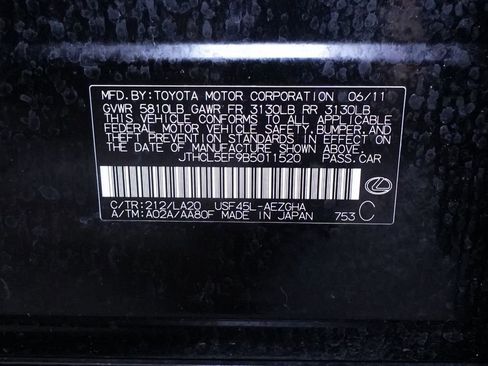 MFD.BY:TOYOTA MOTOR CORPORATION 06/11
GVWR 5810LB GAWR FR 3130LB RR 3130LB
THIS VEHICLE CONFORMS TO ALL APPLICABLE
FEDERAL MOTOR VEHICLE SAFETY, BUMPER, AND
THEFT PREVENTION STANDARDS IN EFFECT ON
THE DATE OF MANUFACTURE SHOWN ABOVE.
JTHCL5EF9B5011520 PASS.CAR
C/TR:212/LA20 USF45L-AEZGHA
A/TM:A02A/AA80F MADE IN JAPAN 753 C